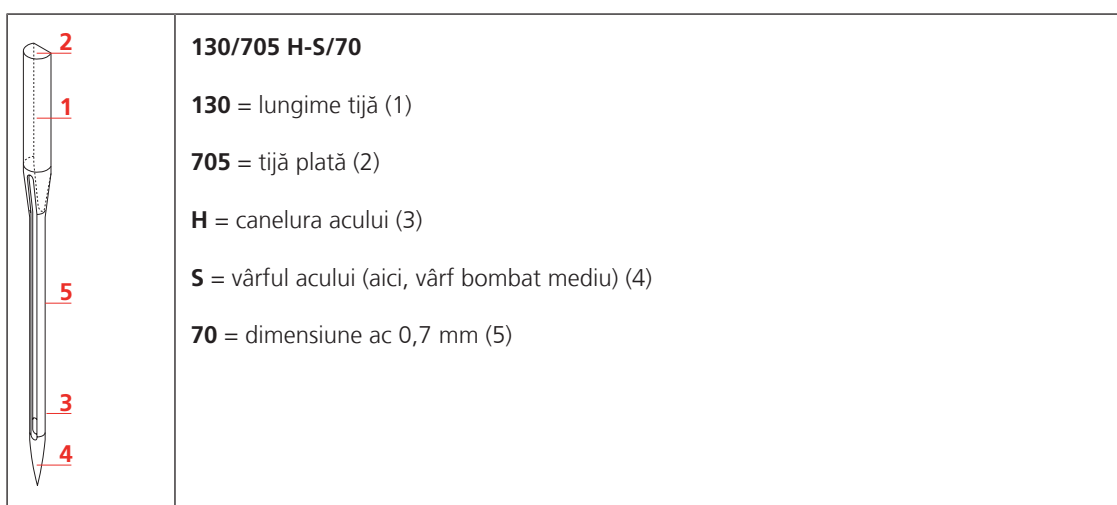 2
1
5
3
4
130/705 H-S/70
130 = lungime tijă (1)
705 = tijă plată (2)
H = canelura acului (3)
S = vârful acului (aici, vârf bombat mediu) (4)
70 = dimensiune ac 0,7 mm (5)